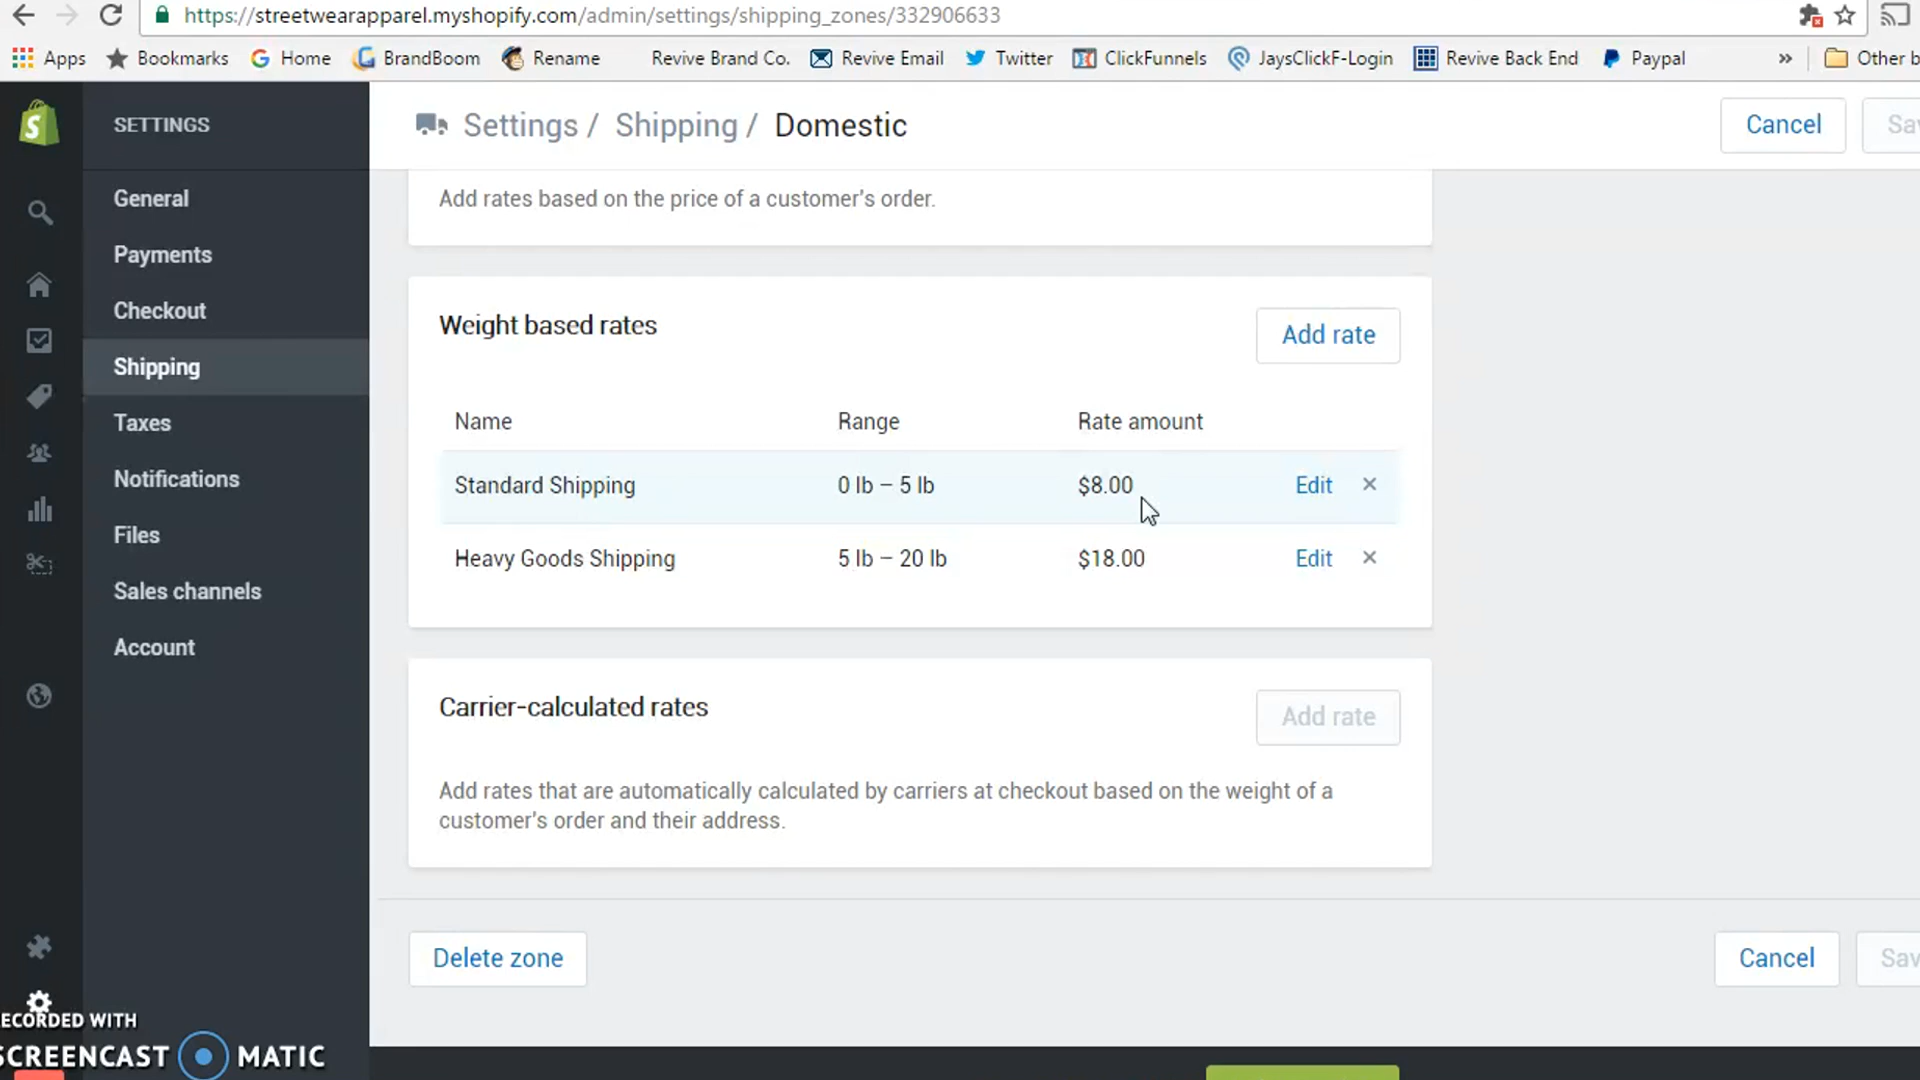 https://streetwearapparel.myshopify.com/admin/settings/shipping_zones/332906633
Apps Bookmarks Home BrandBoom Rename Revive Brand Co. Revive Email Twitter ClickFunnels JaysClickF-Login Revive Back End Paypal » Other b
SETTINGS
Settings / Shipping / Domestic
Cancel
Sav
General
Payments
Checkout
Shipping
Taxes
Notifications
Files
Sales channels
Account
Add rates based on the price of a customer's order.
Weight based rates
Add rate
Name Range Rate amount
Standard Shipping 0 lb – 5 lb $8.00 Edit ×
Heavy Goods Shipping 5 lb – 20 lb $18.00 Edit ×
Carrier-calculated rates
Add rate
Add rates that are automatically calculated by carriers at checkout based on the weight of a
customer's order and their address.
Delete zone
Cancel
Sav
ECORDED WITH
SCREENCAST MATIC